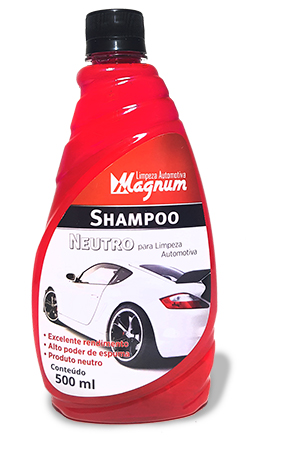 Limpeza Automotiva
Magnum
SHAMPOO
NEUTRO para Limpeza
Automotiva
• Excelente rendimento
• Alto poder de espuma
• Produto neutro
Conteúdo
500 ml